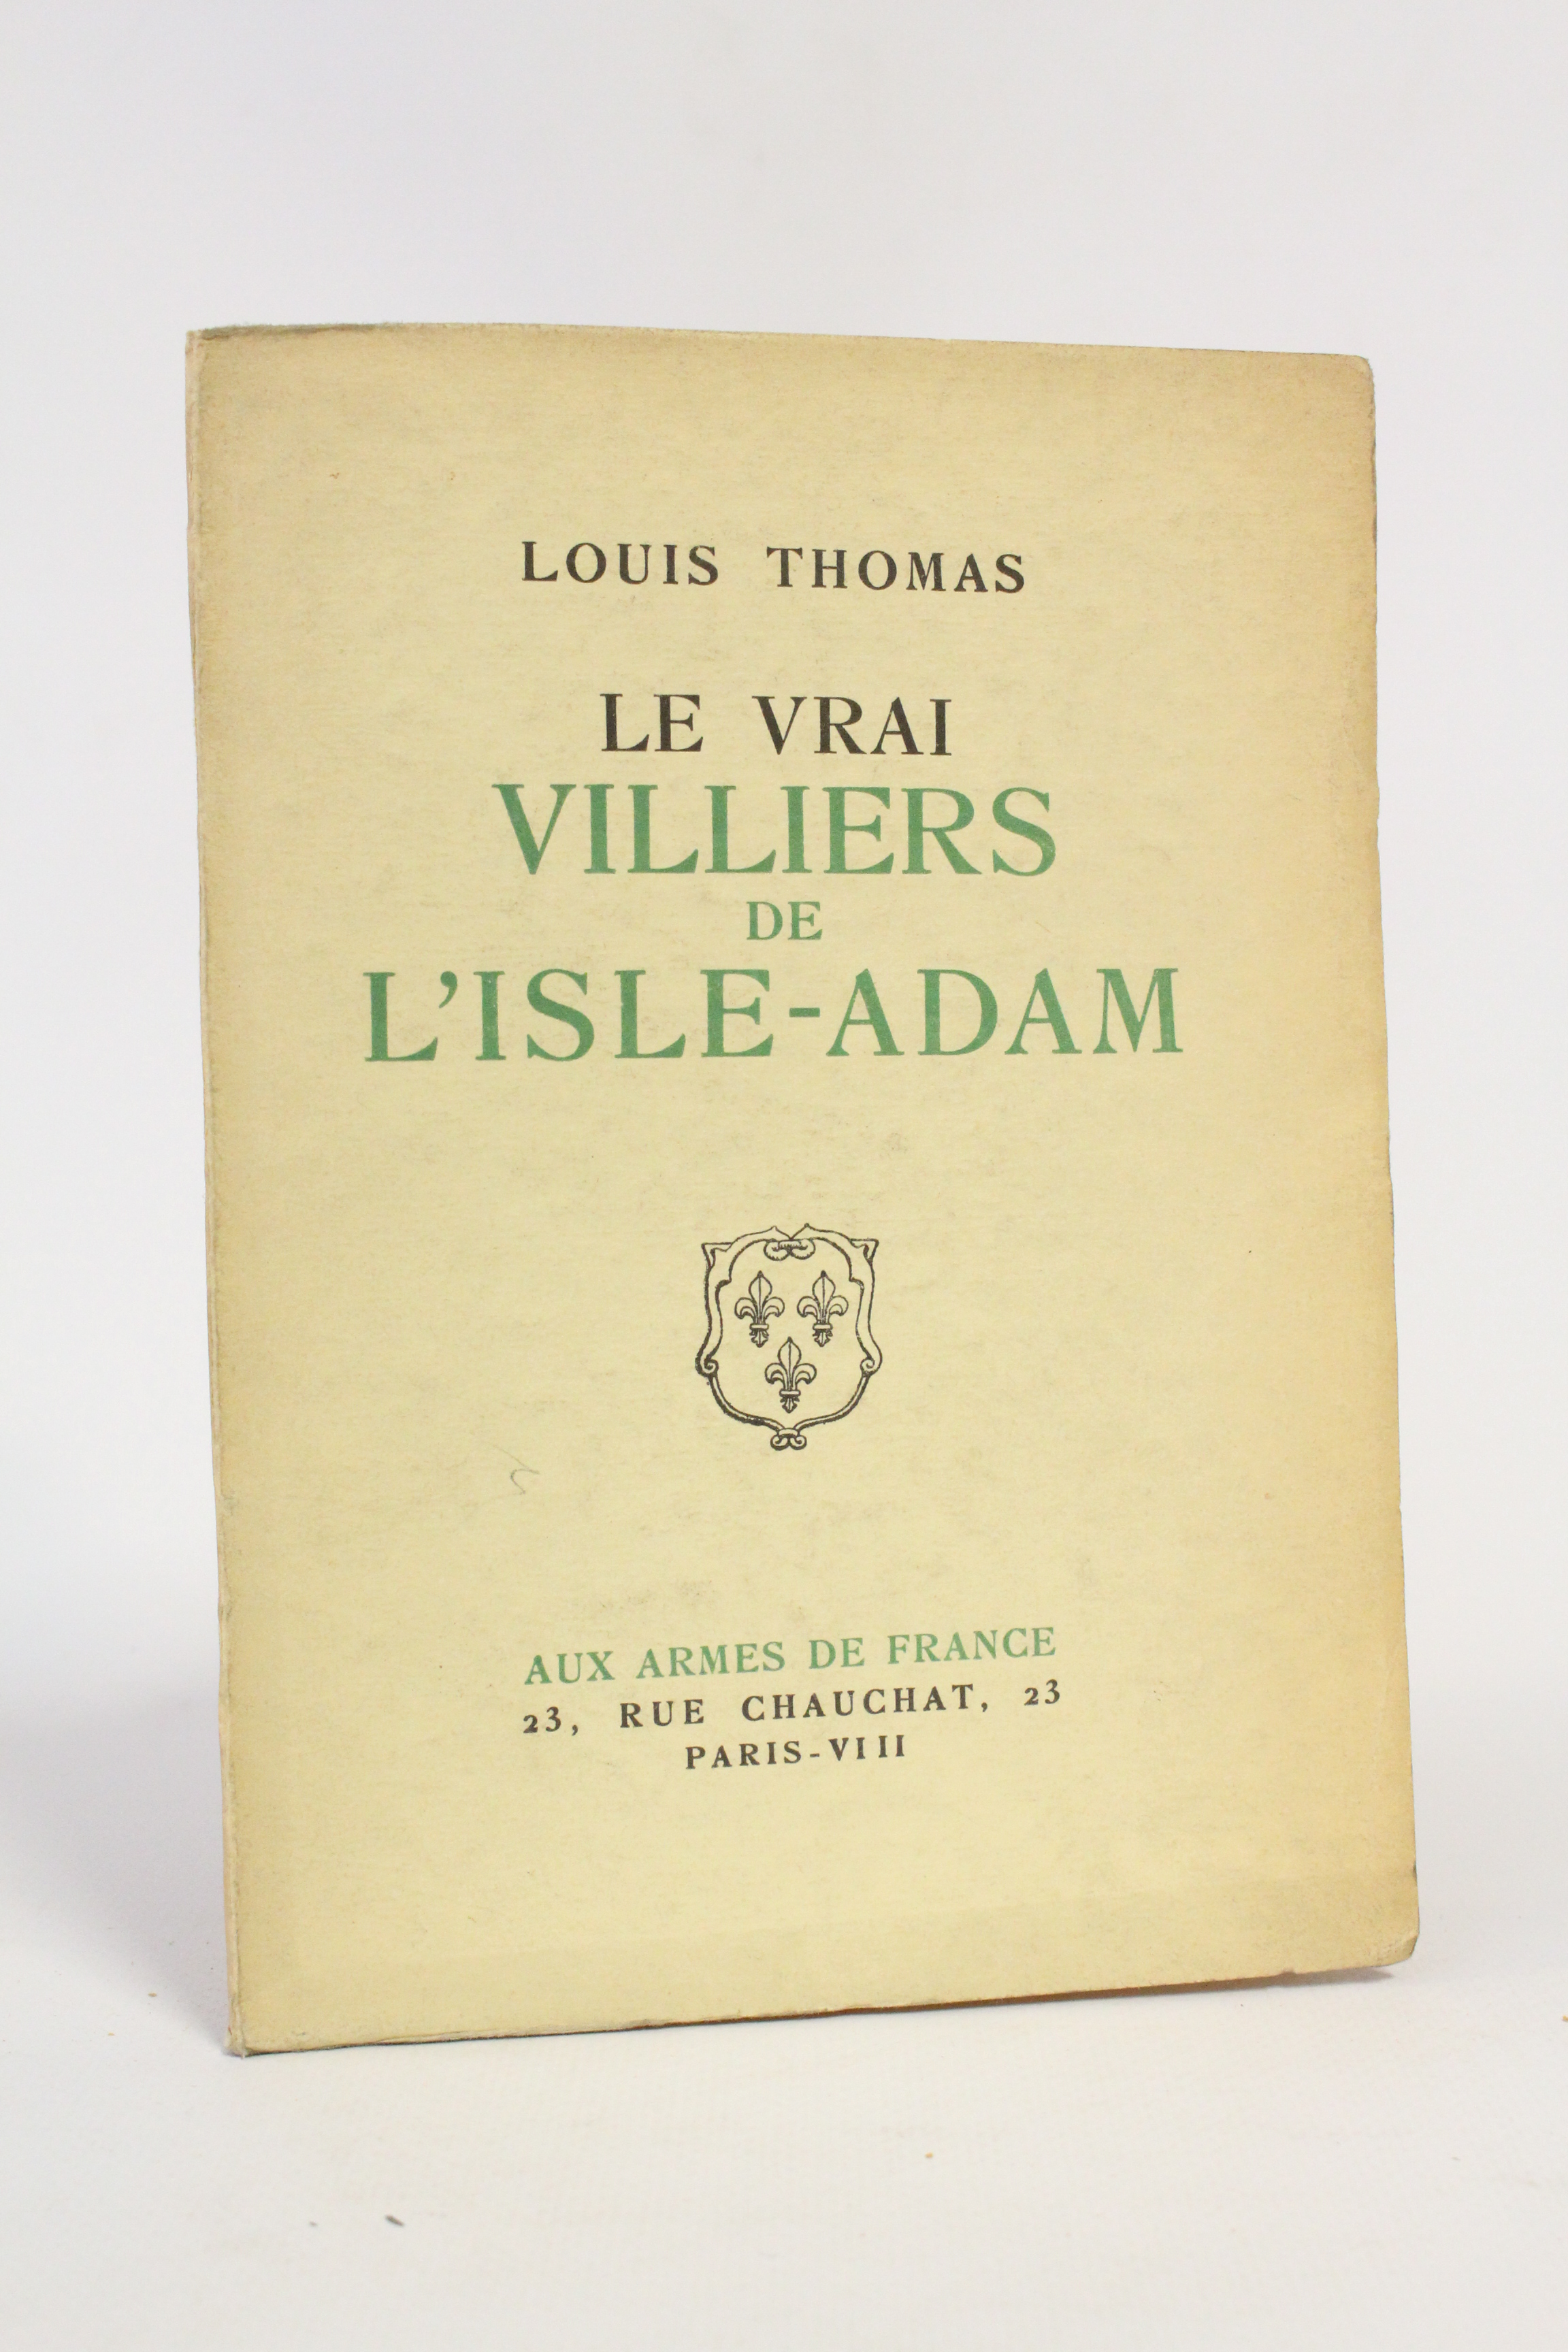 LOUIS THOMAS
LE VRAI
VILLIERS
DE
L'ISLE-ADAM
AUX ARMES DE FRANCE
23, RUE CHAUCHAT, 23
PARIS-VIII